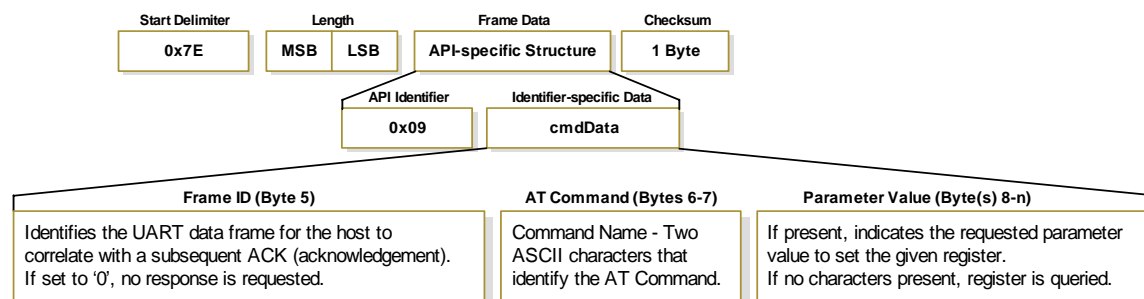 Start Delimiter
Length
Frame Data
Checksum
0x7E
MSB
LSB
API-specific Structure
1 Byte
API Identifier
Identifier-specific Data
0x09
cmdData
Frame ID (Byte 5)
Identifies the UART data frame for the host to
correlate with a subsequent ACK (acknowledgement).
If set to ‘0’, no response is requested.
AT Command (Bytes 6-7)
Command Name - Two
ASCII characters that
identify the AT Command.
Parameter Value (Byte(s) 8-n)
If present, indicates the requested parameter
value to set the given register.
If no characters present, register is queried.